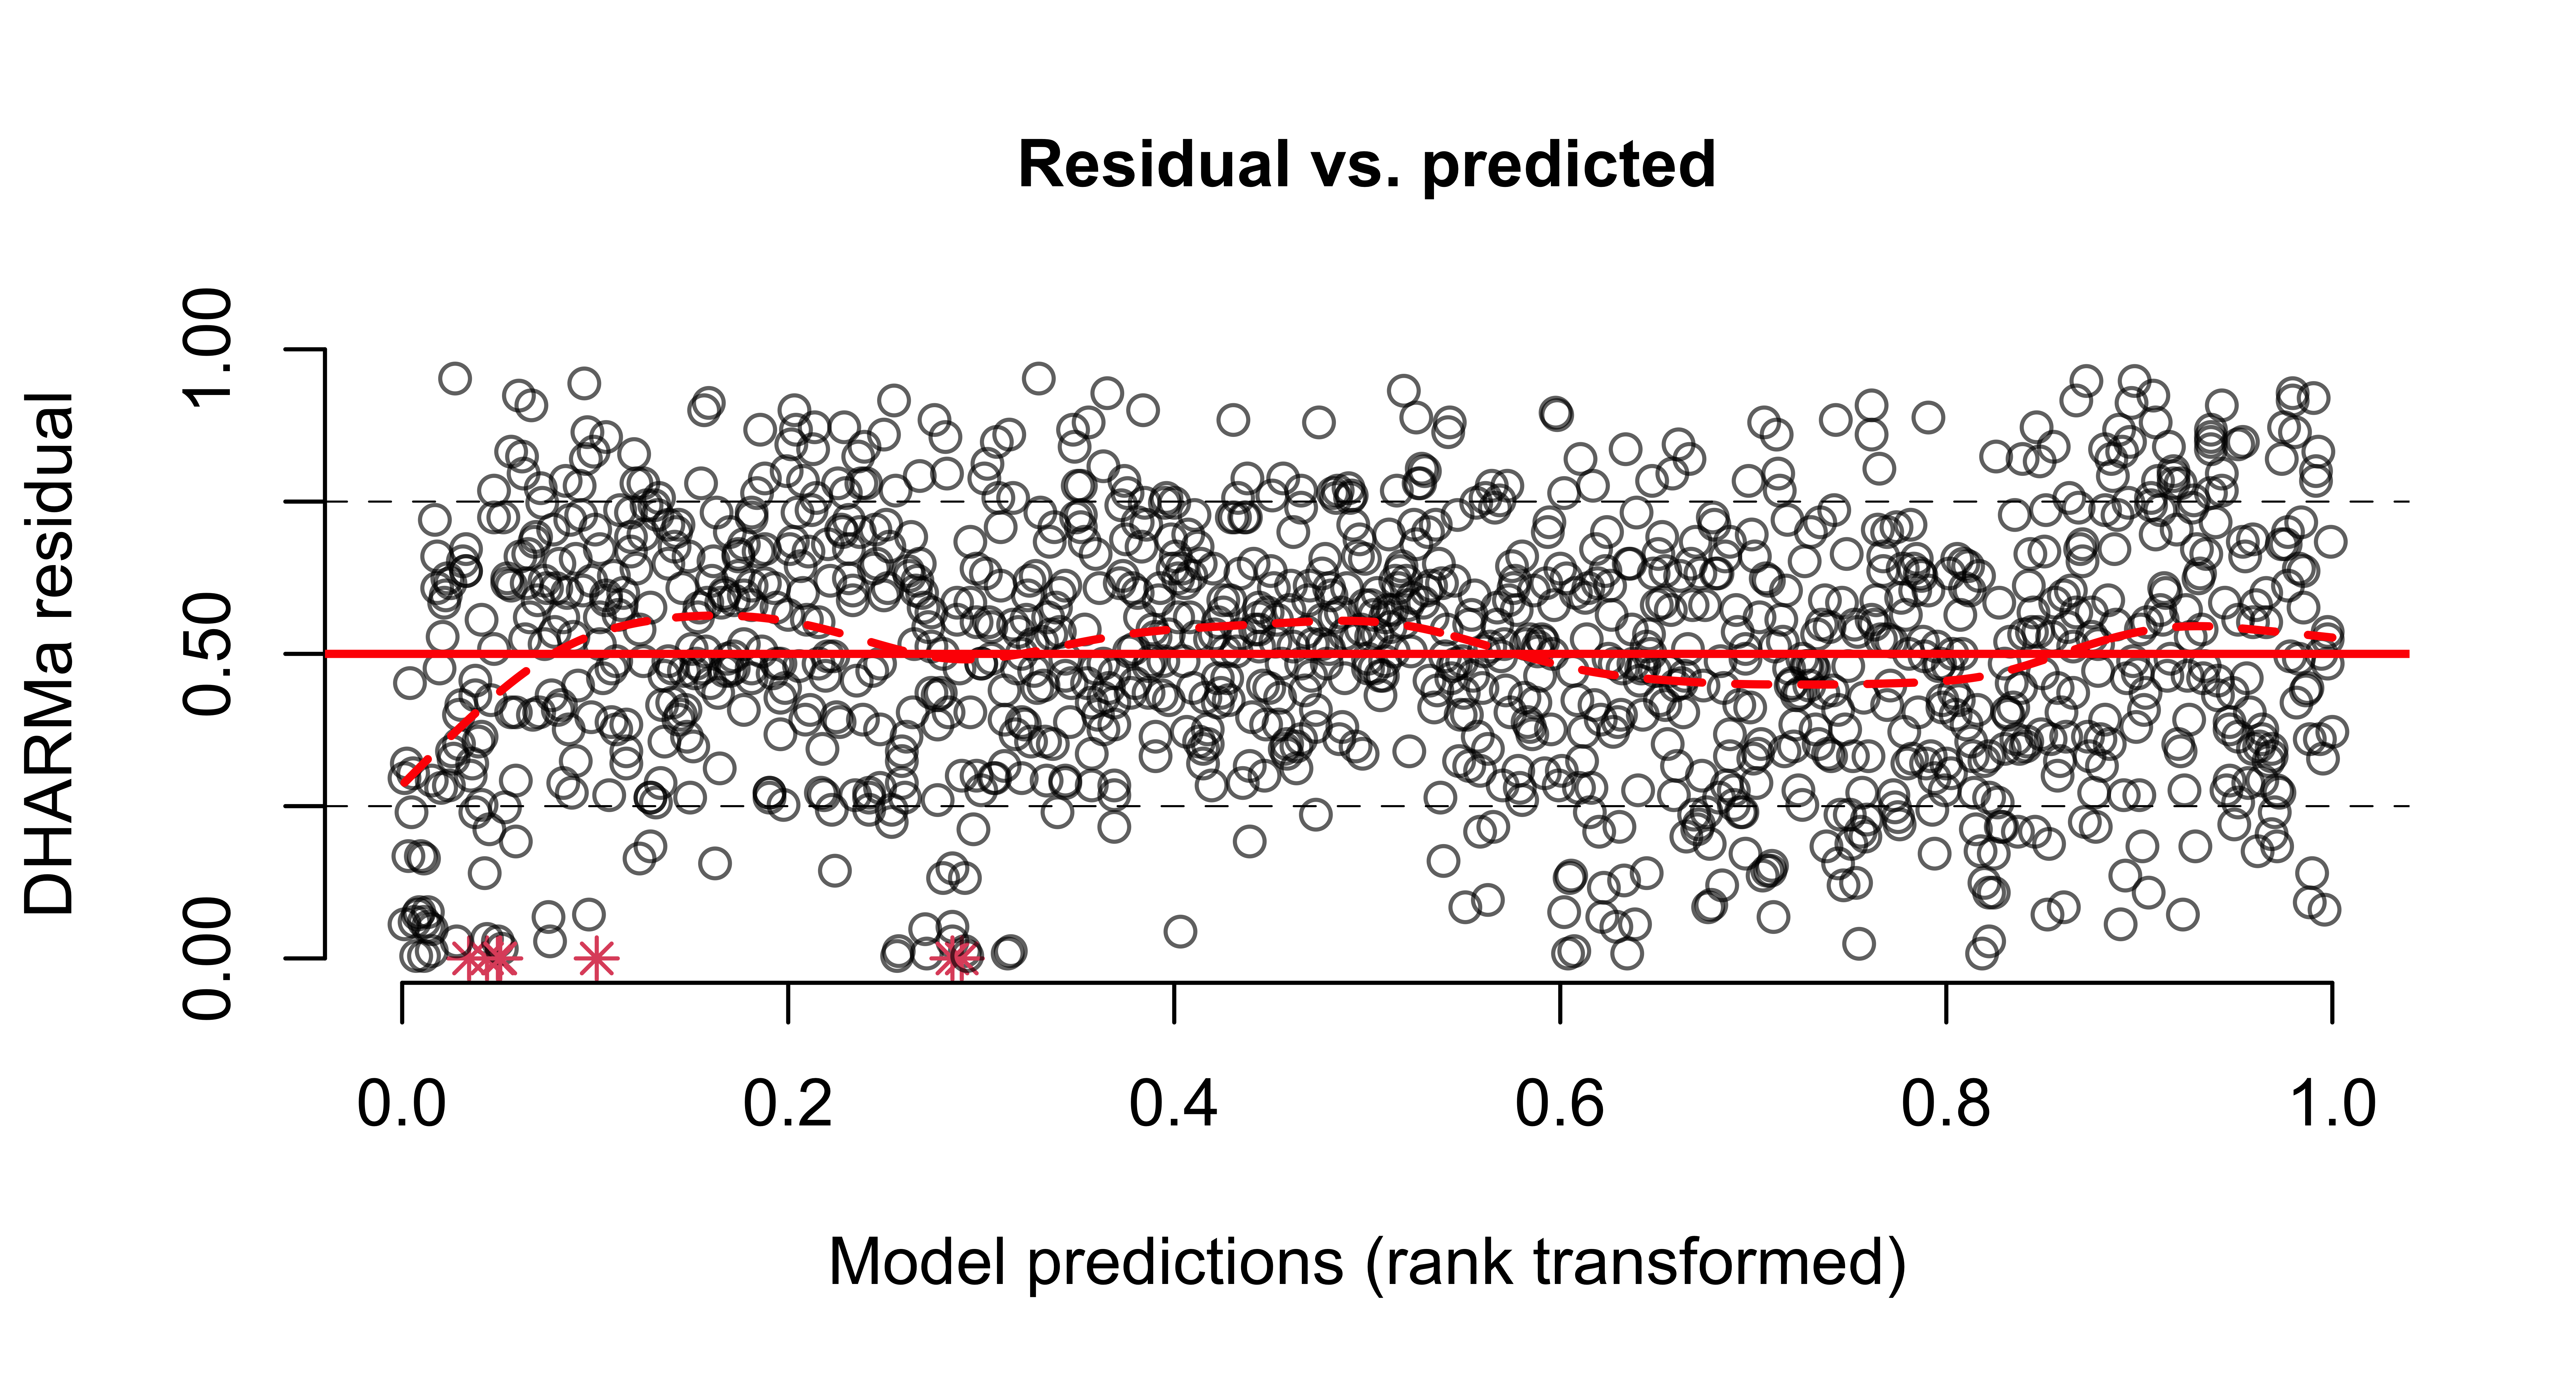 Residual vs. predicted
DHARMa residual
1.00
0.50
0.00
0.0 0.2 0.4 0.6 0.8 1.0
Model predictions (rank transformed)